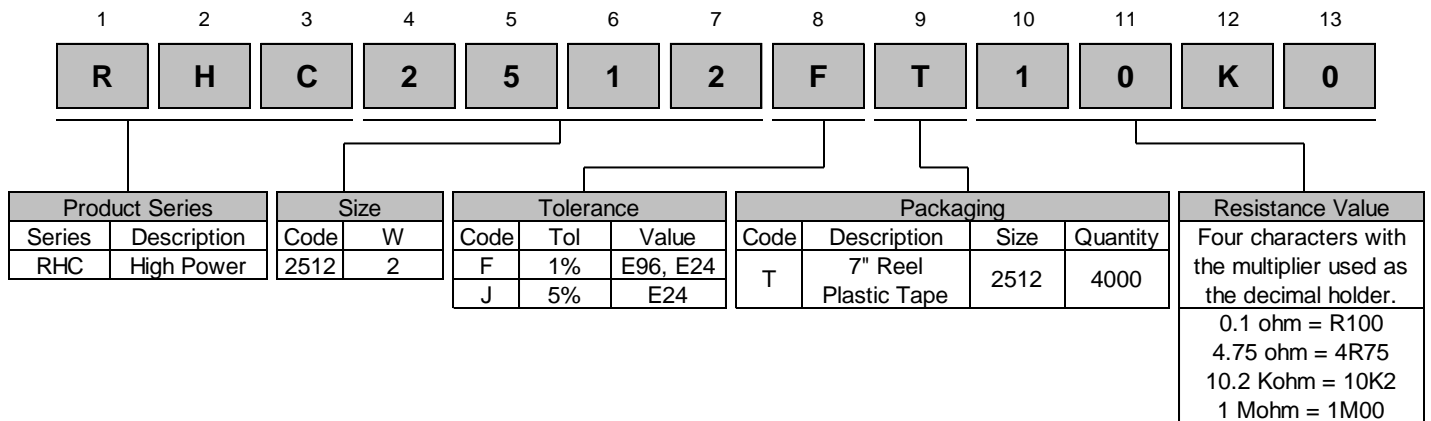 1 2 3 4 5 6 7 8 9 10 11 12 13
R H C 2 5 1 2 F T 1 0 K 0
Product Series
Series Description
RHC High Power
Size
Code W
2512 2
Tolerance
Code Tol Value
F 1% E96, E24
J 5% E24
Packaging
Code Description Size Quantity
T 7" Reel
Plastic Tape 2512 4000
Resistance Value
Four characters with
the multiplier used as
the decimal holder.
0.1 ohm = R100
4.75 ohm = 4R75
10.2 Kohm = 10K2
1 Mohm = 1M00